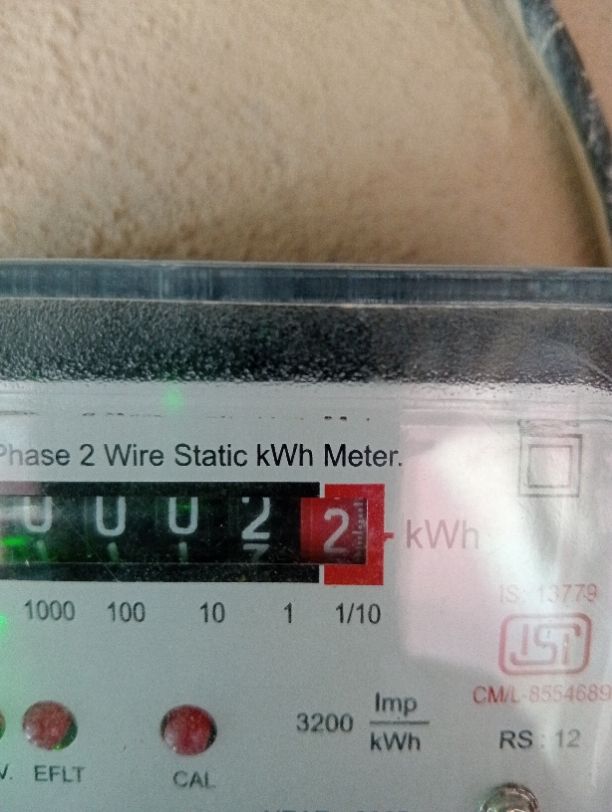 Phase 2 Wire Static kWh Meter.
0 0 0 2 2 kWh
1000 100 10 1 1/10
IS: 13779
ISI
CM/L-8554689
3200 Imp/kWh
RS : 12
EFLT CAL